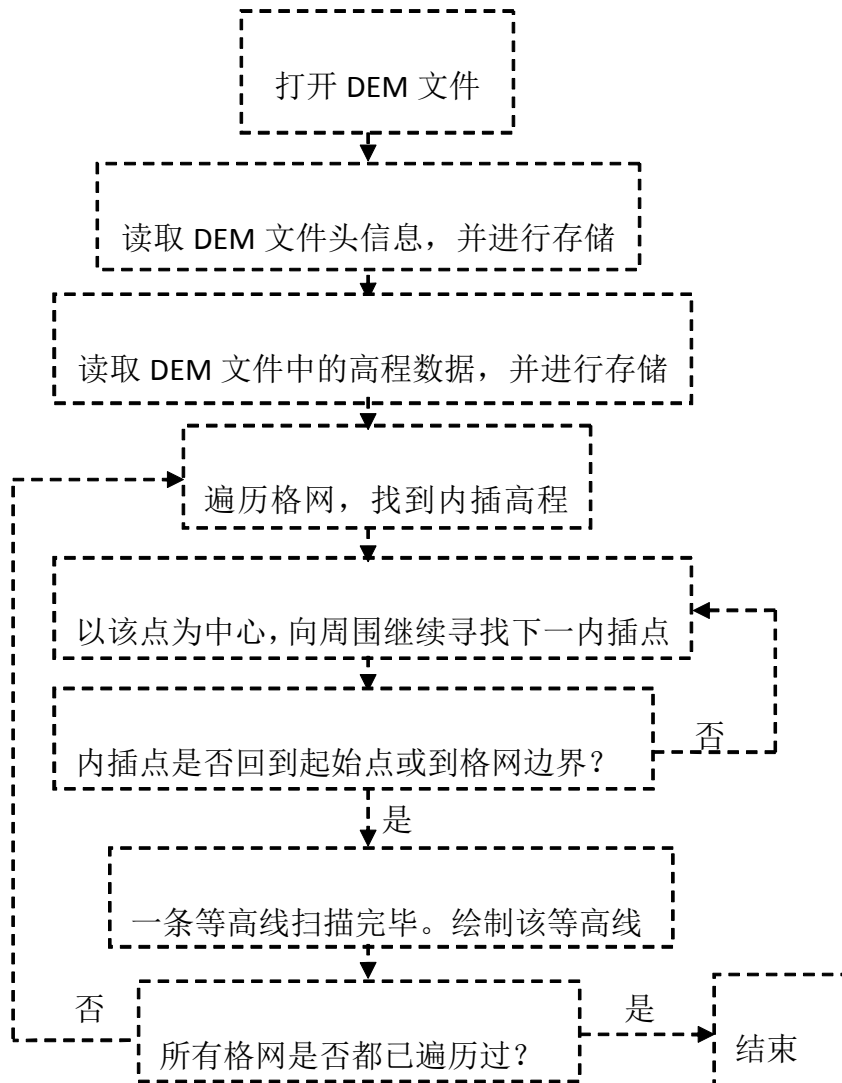 打开 DEM 文件
读取 DEM 文件头信息，并进行存储
读取 DEM 文件中的高程数据，并进行存储
遍历格网，找到内插高程
以该点为中心，向周围继续寻找下一内插点
内插点是否回到起始点或到格网边界？
否
是
一条等高线扫描完毕。绘制该等高线
否
所有格网是否都已遍历过？
是
结束